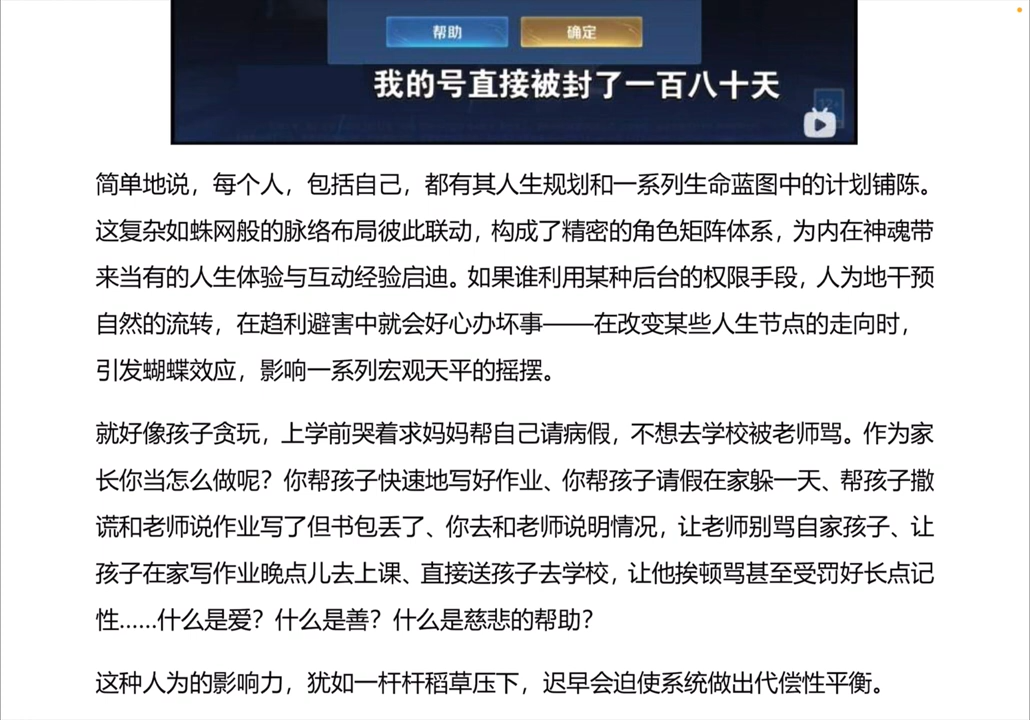 帮助 确定
我的号直接被封了一百八十天
简单地说，每个人，包括自己，都有其人生规划和一系列生命蓝图中的计划铺陈。
这复杂如蛛网般的脉络布局彼此联动，构成了精密的角色矩阵体系，为内在神魂带
来当有的人生体验与互动经验启迪。如果谁利用某种后台的权限手段，人为地干预
自然的流转，在趋利避害中就会好心办坏事——在改变某些人生节点的走向时，
引发蝴蝶效应，影响一系列宏观天平的摇摆。
就好像孩子贪玩，上学前哭着求妈妈帮自己请病假，不想去学校被老师骂。作为家
长你当怎么做呢？你帮孩子快速地写好作业、你帮孩子请假在家躲一天、帮孩子撒
谎和老师说作业写了但书包丢了、你去和老师说明情况，让老师别骂自家孩子、让
孩子在家写作业晚点儿去上课、直接送孩子去学校，让他挨顿骂甚至受罚好长点记
性......什么是爱？什么是善？什么是慈悲的帮助？
这种人为的影响力，犹如一杆杆稻草压下，迟早会迫使系统做出代偿性平衡。